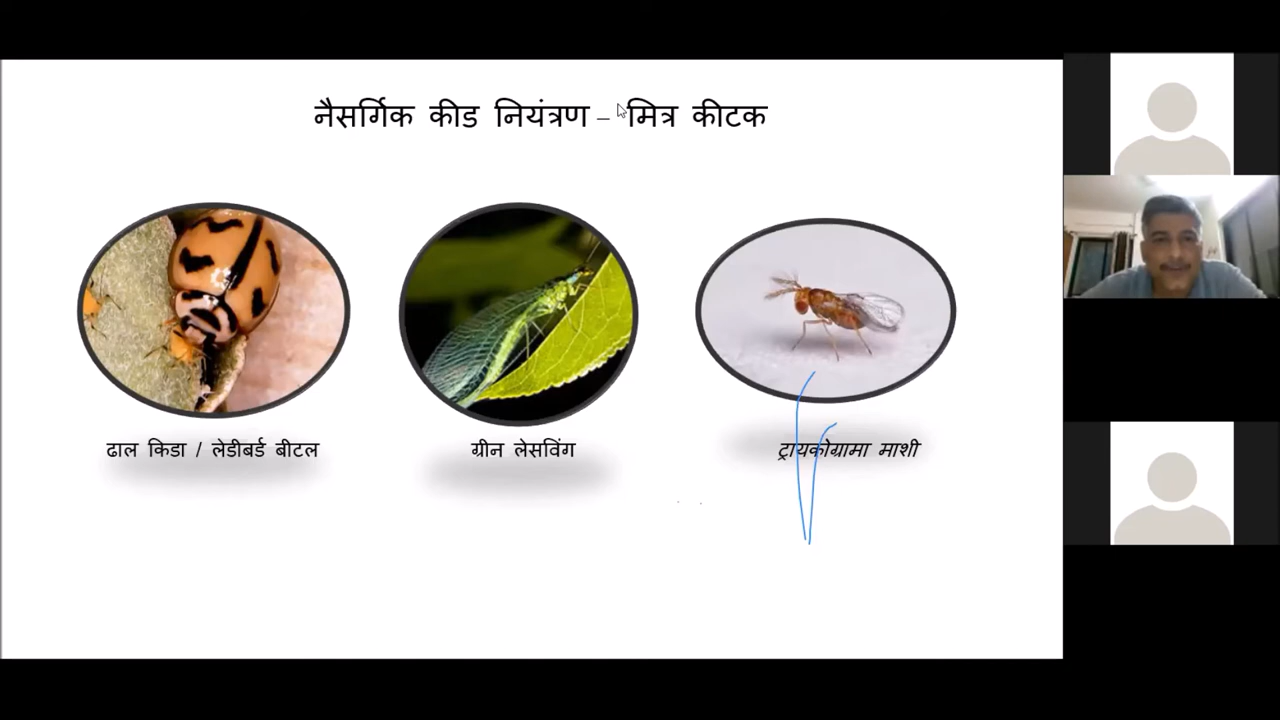 नैसर्गिक कीड नियंत्रण – मित्र कीटक
ढाल किडा / लेडीबर्ड बीटल
ग्रीन लेसविंग
ट्रायकोग्रामा माशी